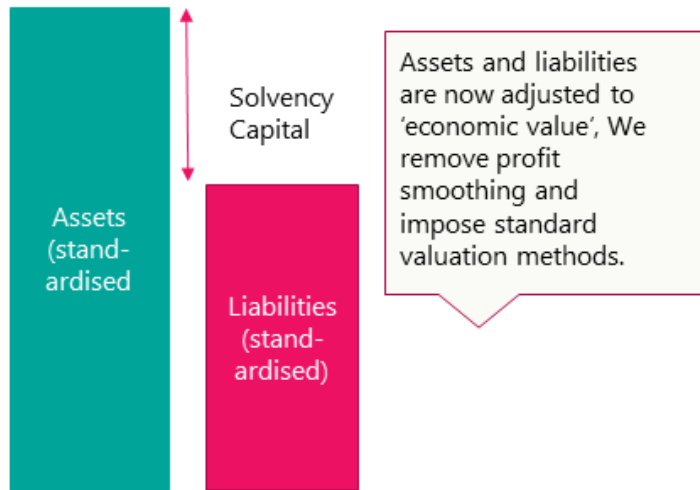 Assets
(stand-
ardised
Solvency
Capital
Liabilities
(stand-
ardised)
Assets and liabilities
are now adjusted to
‘economic value’, We
remove profit
smoothing and
impose standard
valuation methods.